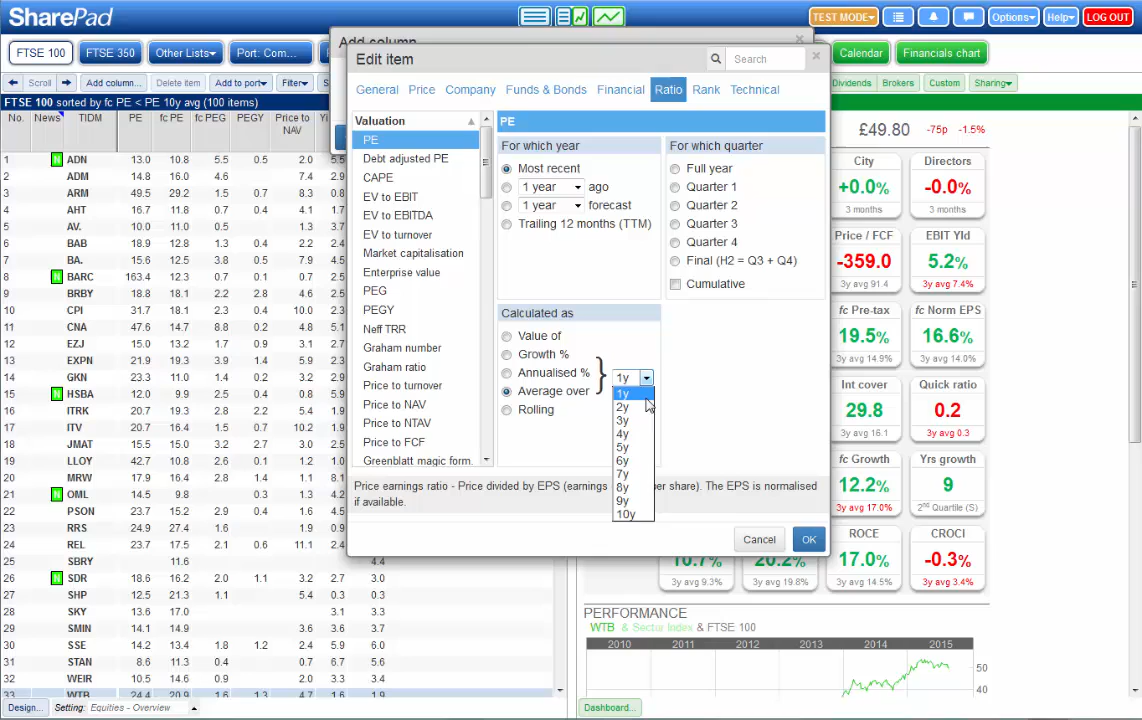 SharePad
TEST MODE
Options
Help
LOG OUT
FTSE 100
FTSE 350
Other Lists
Port: Com...
Calendar
Financials chart
Scroll
Add column...
Delete item
Add to port
Filter
Dividends
Brokers
Custom
Sharing
FTSE 100 sorted by fc PE < PE 10y avg (100 items)
No. News TIDM PE fc PE fc PEG PEGY Price to NAV
1 N ADN 13.0 10.8 5.5 0.5 2.0
2 ADM 14.8 16.0 4.6 7.4
3 ARM 49.5 29.2 1.5 0.7 8.3
4 AHT 16.7 11.8 0.7 0.4 4.1
5 AV. 10.0 11.0 0.5 1.3
6 BAB 18.9 12.8 1.3 0.4 2.2
7 BA. 15.6 12.5 3.8 0.5 7.9
8 N BARC 163.4 12.3 0.7 0.1 0.7
9 BRBY 18.8 18.1 2.2 2.8 4.6
10 CPI 31.7 18.1 2.3 0.4 10.0
11 CNA 47.6 14.7 8.8 0.2 4.8
12 EZJ 15.0 13.2 1.7 0.9 3.1
13 EXPN 21.9 19.3 3.9 1.4 5.9
14 GKN 23.3 11.0 1.4 0.2 3.2
15 N HSBA 12.0 9.9 2.5 0.4 0.8
16 ITRK 20.7 19.3 2.8 2.2 5.4
17 ITV 20.7 16.4 1.5 0.7 10.2
18 JMAT 15.5 15.0 3.2 2.7 3.0
19 LLOY 42.7 10.8 2.6 0.1 1.2
20 MRW 17.9 16.4 2.8 1.4 1.1
21 N OML 14.5 9.8 0.3 1.3
22 PSON 23.7 15.2 2.9 0.4 1.6
23 RRS 24.9 27.4 1.6 1.9
24 REL 23.7 17.5 2.1 0.6 11.1
25 SBRY 11.6 4.4
26 N SDR 18.6 16.2 2.0 1.1 3.2 2.7 3.0
27 SHP 12.5 21.3 1.1 5.4 0.3 0.3
28 SKY 13.6 17.0 3.1 3.3
29 SMIN 14.1 14.9 3.6 3.6 3.7
30 SSE 14.2 13.4 1.8 1.2 2.4 5.9 6.0
31 STAN 8.6 11.3 0.4 0.7 6.7 5.6
32 WEIR 10.5 14.6 0.9 2.0 3.3 3.4
33 WTB 24.4 20.9 1.6 1.3 4.7 1.6 1.9
Design...
Setting: Equities - Overview
Add column
Edit item
Search
General
Price
Company
Funds & Bonds
Financial
Ratio
Rank
Technical
Valuation
PE
Debt adjusted PE
CAPE
EV to EBIT
EV to EBITDA
EV to turnover
Market capitalisation
Enterprise value
PEG
PEGY
Neff TRR
Graham number
Graham ratio
Price to turnover
Price to NAV
Price to NTAV
Price to FCF
Greenblatt magic form.
PE
For which year
Most recent
1 year ago
1 year forecast
Trailing 12 months (TTM)
For which quarter
Full year
Quarter 1
Quarter 2
Quarter 3
Quarter 4
Final (H2 = Q3 + Q4)
Cumulative
Calculated as
Value of
Growth %
Annualised %
Average over
Rolling
1y
1y
2y
3y
4y
5y
6y
7y
8y
9y
10y
Price earnings ratio - Price divided by EPS (earnings per share). The EPS is normalised
if available.
Cancel
OK
£49.80 -75p -1.5%
City
+0.0%
3 months
Directors
-0.0%
3 months
Price / FCF
-359.0
3y avg 91.4
EBIT Yld
5.2%
3y avg 7.4%
fc Pre-tax
19.5%
3y avg 14.9%
fc Norm EPS
16.6%
3y avg 14.0%
Int cover
29.8
3y avg 16.1
Quick ratio
0.2
3y avg 0.3
fc Growth
12.2%
3y avg 17.0%
Yrs growth
9
2nd Quartile (S)
10.7%
3y avg 9.3%
20.2%
3y avg 19.8%
ROCE
17.0%
3y avg 14.5%
CROCI
-0.3%
3y avg 3.4%
PERFORMANCE
WTB & Sector Index & FTSE 100
2010 2011 2012 2013 2014 2015
50
40
Dashboard...